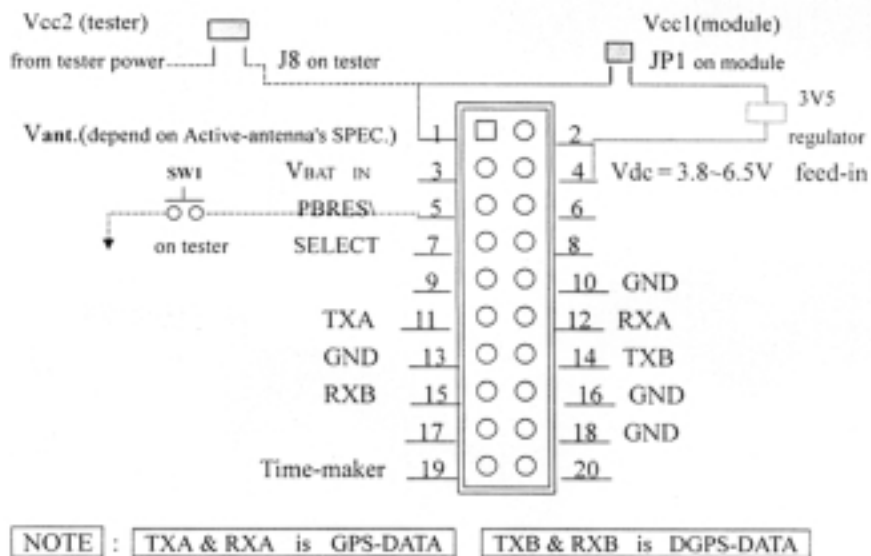 Vcc2 (tester) Vcc1(module)
from tester power J8 on tester JP1 on module
3V5
Vant.(depend on Active-antenna's SPEC.) 1 2 regulator
SW1 VBAT IN 3 4 Vdc = 3.8~6.5V feed-in
PBRES\ 5 6
on tester SELECT 7 8
9 10 GND
TXA 11 12 RXA
GND 13 14 TXB
RXB 15 16 GND
17 18 GND
Time-maker 19 20
NOTE : TXA & RXA is GPS-DATA TXB & RXB is DGPS-DATA